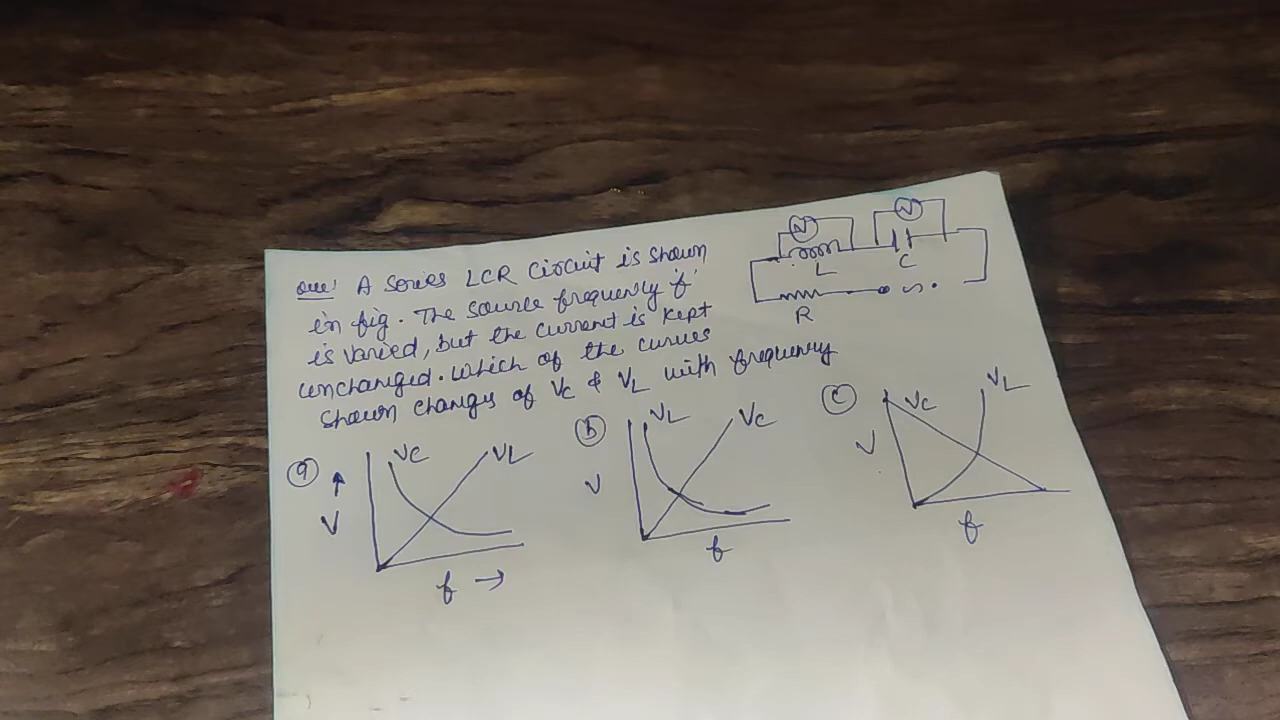 Que: A series LCR circuit is shown
in fig. The source frequency 'f'
is varied, but the current is kept
unchanged. Which of the curves
shown changes of Vc & VL with frequency
V
V
L
C
R
(a)
VC
VL
↑
V
f →
(b)
VL
VC
V
f
(c)
VC
VL
V
f